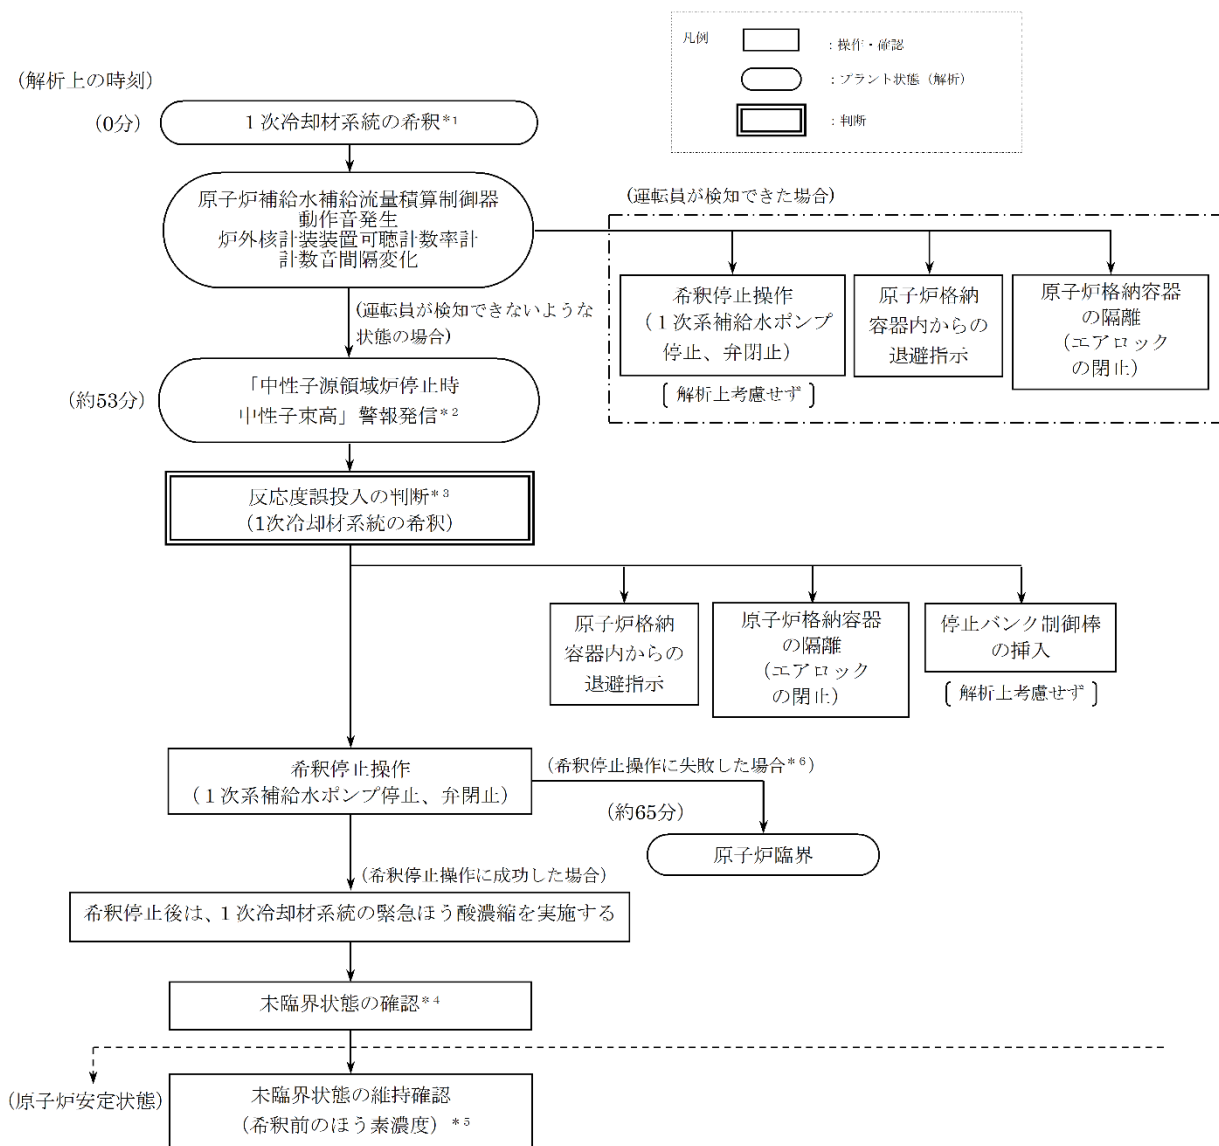 凡例
：操作・確認
：プラント状態（解析）
：判断
（解析上の時刻）
（0分）
１次冷却材系統の希釈*1
原子炉補給水補給流量積算制御器
動作音発生
炉外核計装装置可聴計数率計
計数音間隔変化
（運転員が検知できた場合）
希釈停止操作
（１次系補給水ポンプ
停止、弁閉止）
〔 解析上考慮せず 〕
原子炉格納
容器内からの
退避指示
原子炉格納容器
の隔離
（エアロック
の閉止）
（運転員が検知できないような
状態の場合）
（約53分）
「中性子源領域炉停止時
中性子束高」警報発信*2
反応度誤投入の判断*3
（1次冷却材系統の希釈）
原子炉格納
容器内からの
退避指示
原子炉格納容器
の隔離
（エアロック
の閉止）
停止バンク制御棒
の挿入
〔 解析上考慮せず 〕
希釈停止操作
（１次系補給水ポンプ停止、弁閉止）
（希釈停止操作に失敗した場合*6）
（約65分）
原子炉臨界
（希釈停止操作に成功した場合）
希釈停止後は、１次冷却材系統の緊急ほう酸濃縮を実施する
未臨界状態の確認*4
（原子炉安定状態）
未臨界状態の維持確認
（希釈前のほう素濃度）*5